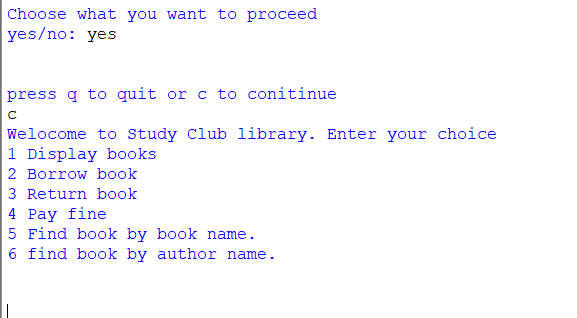 Choose what you want to proceed
yes/no: yes
press q to quit or c to conitinue
c
Welocome to Study Club library. Enter your choice
1 Display books
2 Borrow book
3 Return book
4 Pay fine
5 Find book by book name.
6 find book by author name.